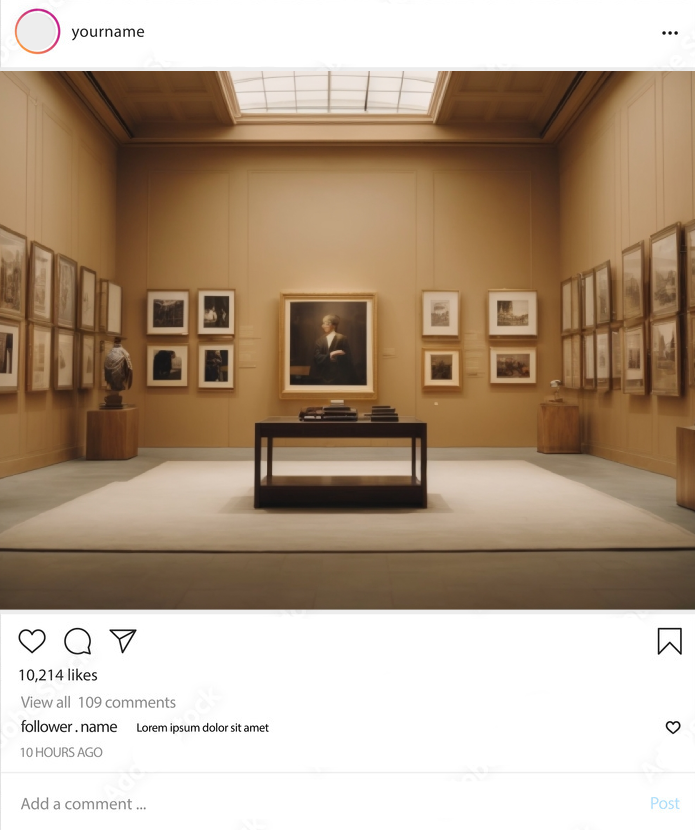 yourname
10,214 likes
View all 109 comments
follower.name Lorem ipsum dolor sit amet
10 HOURS AGO
Add a comment ... Post